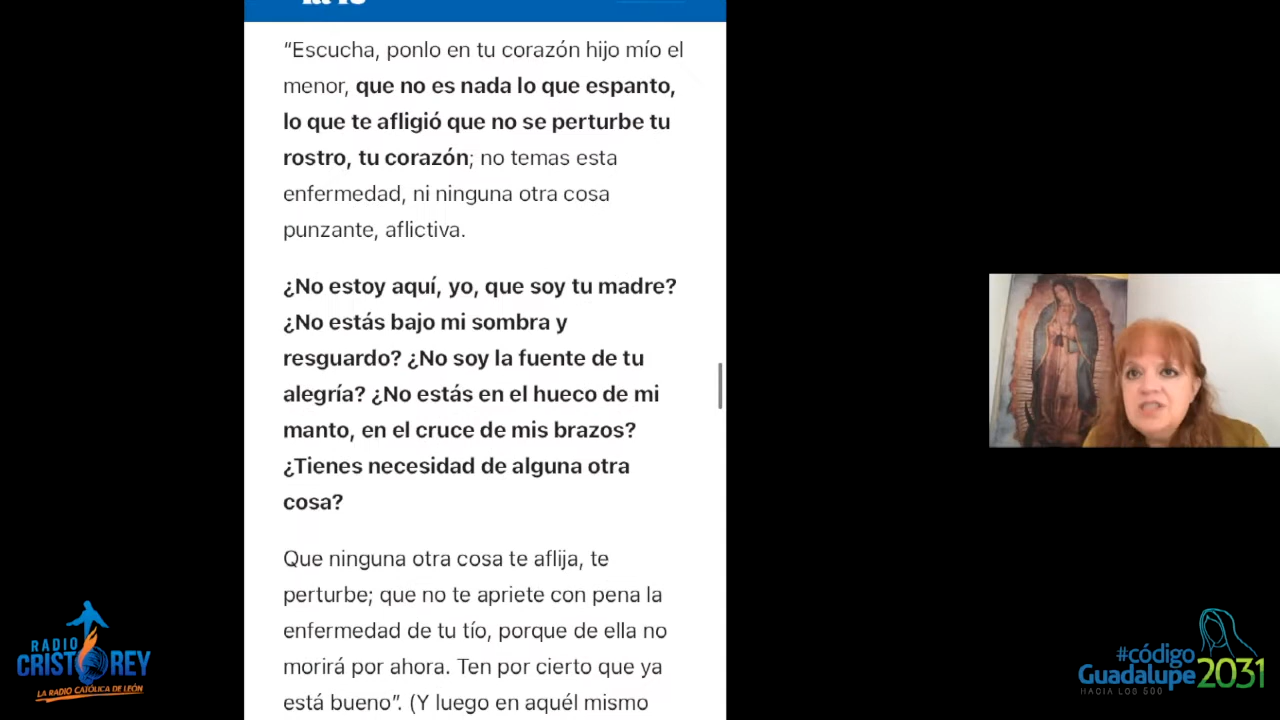 “Escucha, ponlo en tu corazón hijo mío el
menor, que no es nada lo que espanto,
lo que te afligió que no se perturbe tu
rostro, tu corazón; no temas esta
enfermedad, ni ninguna otra cosa
punzante, aflictiva.
¿No estoy aquí, yo, que soy tu madre?
¿No estás bajo mi sombra y
resguardo? ¿No soy la fuente de tu
alegría? ¿No estás en el hueco de mi
manto, en el cruce de mis brazos?
¿Tienes necesidad de alguna otra
cosa?
Que ninguna otra cosa te aflija, te
perturbe; que no te apriete con pena la
enfermedad de tu tío, porque de ella no
morirá por ahora. Ten por cierto que ya
está bueno”. (Y luego en aquél mismo
RADIO
CRISTO REY
LA RADIO CATÓLICA DE LEÓN
#código
Guadalupe 2031
HACIA LOS 500